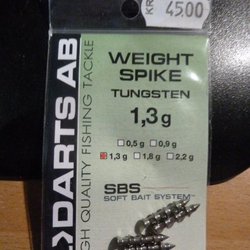 KR
45.00
DARTS AB
HIGH QUALITY FISHING TACKLE
WEIGHT
SPIKE
TUNGSTEN
1,3 g
0,5 g 0,9 g
1,3 g 1,8 g 2,2 g
SBS
SOFT BAIT SYSTEM